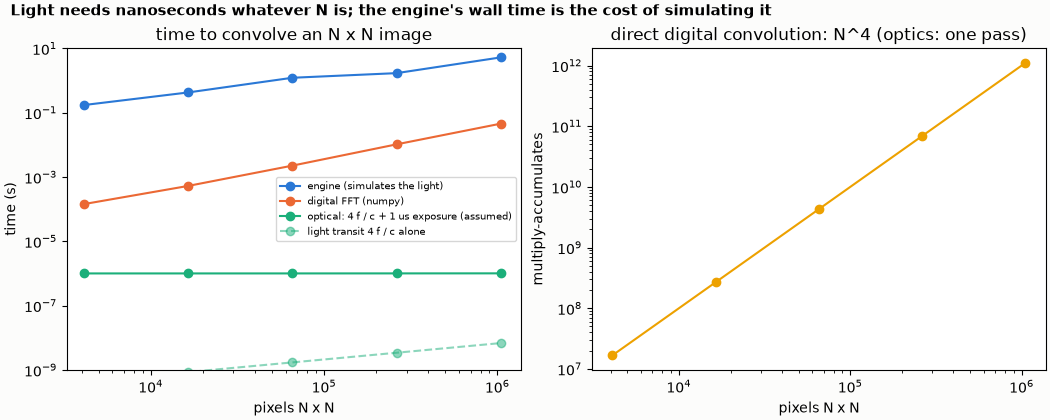 Light needs nanoseconds whatever N is; the engine's wall time is the cost of simulating it
time to convolve an N x N image
time (s)
10^1
10^-1
10^-3
10^-5
10^-7
10^-9
engine (simulates the light)
digital FFT (numpy)
optical: 4 f / c + 1 us exposure (assumed)
light transit 4 f / c alone
10^4
10^5
10^6
pixels N x N
direct digital convolution: N^4 (optics: one pass)
multiply-accumulates
10^12
10^11
10^10
10^9
10^8
10^7
10^4
10^5
10^6
pixels N x N